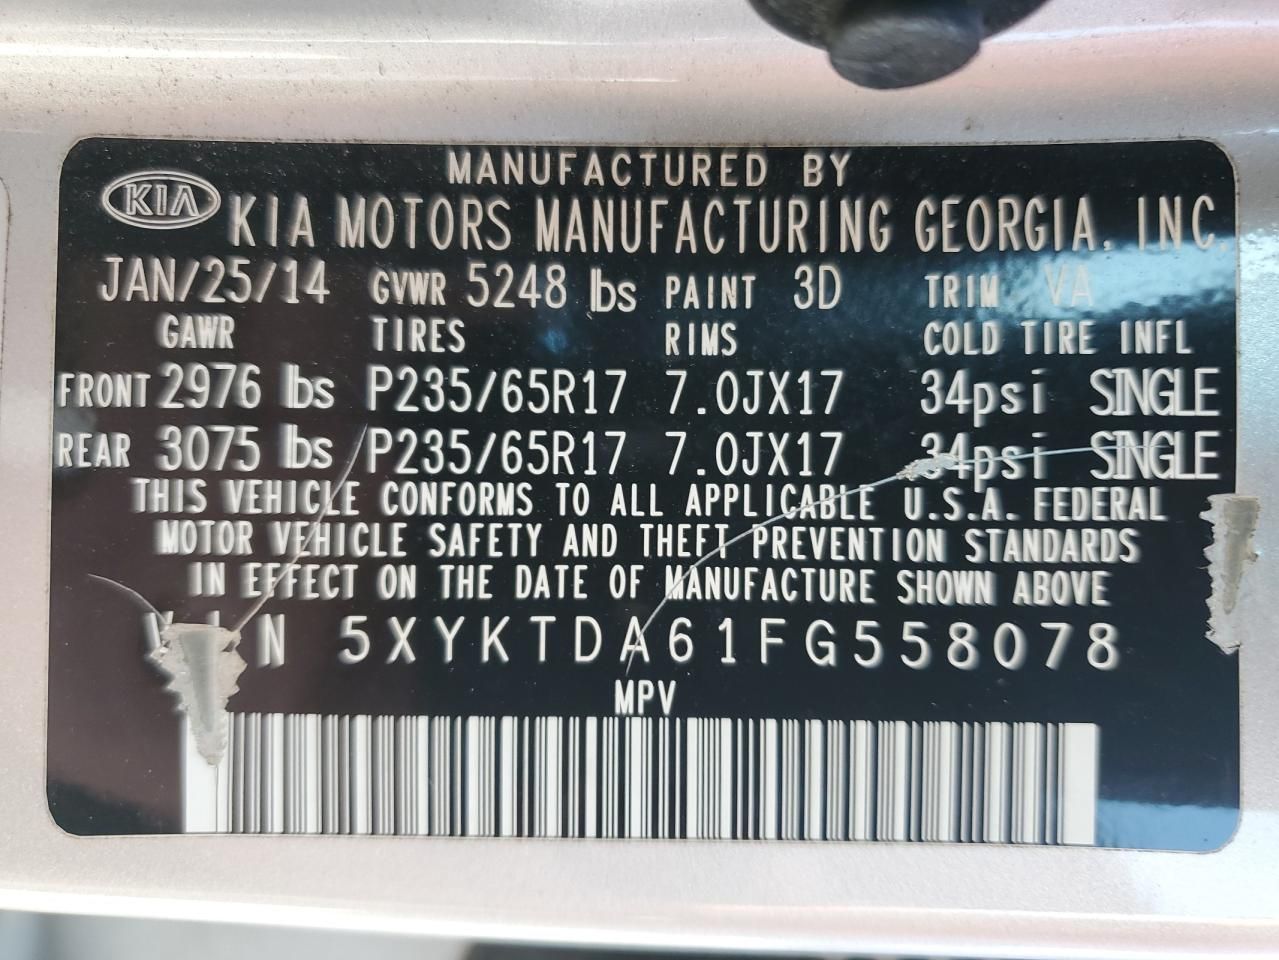 MANUFACTURED BY
KIA KIA MOTORS MANUFACTURING GEORGIA, INC.
JAN/25/14 GVWR 5248 lbs PAINT 3D TRIM VA
GAWR TIRES RIMS COLD TIRE INFL
FRONT 2976 lbs P235/65R17 7.0JX17 34psi SINGLE
REAR 3075 lbs P235/65R17 7.0JX17 34psi SINGLE
THIS VEHICLE CONFORMS TO ALL APPLICABLE U.S.A. FEDERAL
MOTOR VEHICLE SAFETY AND THEFT PREVENTION STANDARDS
IN EFFECT ON THE DATE OF MANUFACTURE SHOWN ABOVE
VIN 5XYKTDA61FG558078
MPV